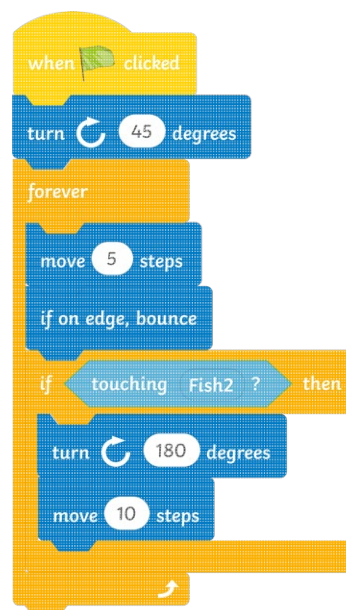 when clicked
turn 45 degrees
forever
move 5 steps
if on edge, bounce
if touching Fish2 ? then
turn 180 degrees
move 10 steps